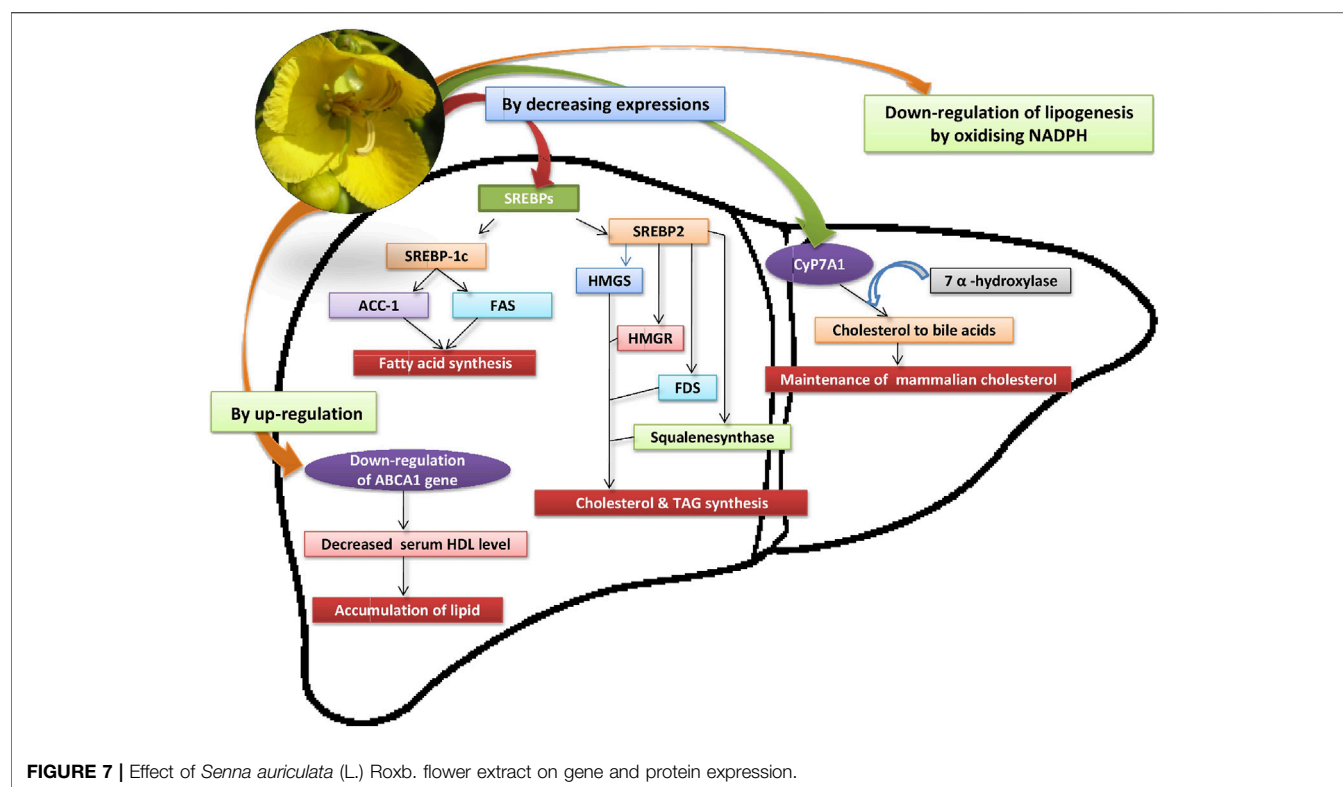 By decreasing expressions
Down-regulation of lipogenesis
by oxidising NADPH
SREBPs
SREBP2
SREBP-1c
CyP7A1
HMGS
7 α -hydroxylase
ACC-1
FAS
Cholesterol to bile acids
HMGR
Fatty acid synthesis
Maintenance of mammalian cholesterol
FDS
By up-regulation
Squalenesynthase
Down-regulation
of ABCA1 gene
Cholesterol & TAG synthesis
Decreased serum HDL level
Accumulation of lipid
FIGURE 7 | Effect of Senna auriculata (L.) Roxb. flower extract on gene and protein expression.